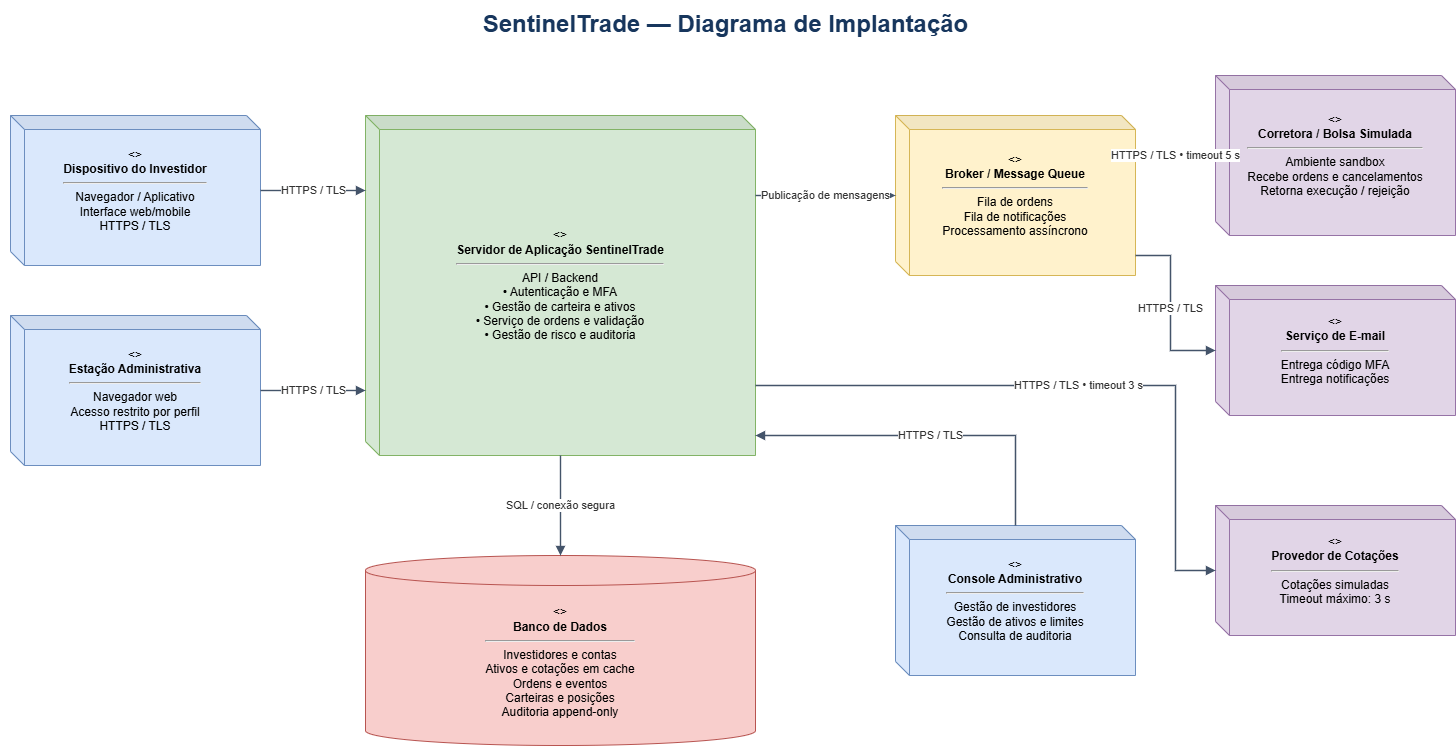 SentinelTrade — Diagrama de Implantação
<>
Dispositivo do Investidor
Navegador / Aplicativo
Interface web/mobile
HTTPS / TLS
HTTPS / TLS
<>
Estação Administrativa
Navegador web
Acesso restrito por perfil
HTTPS / TLS
HTTPS / TLS
<>
Servidor de Aplicação SentinelTrade
API / Backend
• Autenticação e MFA
• Gestão de carteira e ativos
• Serviço de ordens e validação
• Gestão de risco e auditoria
Publicação de mensagens
<>
Broker / Message Queue
Fila de ordens
Fila de notificações
Processamento assíncrono
HTTPS / TLS • timeout 5 s
<>
Corretora / Bolsa Simulada
Ambiente sandbox
Recebe ordens e cancelamentos
Retorna execução / rejeição
HTTPS / TLS
<>
Serviço de E-mail
Entrega código MFA
Entrega notificações
HTTPS / TLS • timeout 3 s
HTTPS / TLS
SQL / conexão segura
<>
Banco de Dados
Investidores e contas
Ativos e cotações em cache
Ordens e eventos
Carteiras e posições
Auditoria append-only
<>
Console Administrativo
Gestão de investidores
Gestão de ativos e limites
Consulta de auditoria
<>
Provedor de Cotações
Cotações simuladas
Timeout máximo: 3 s